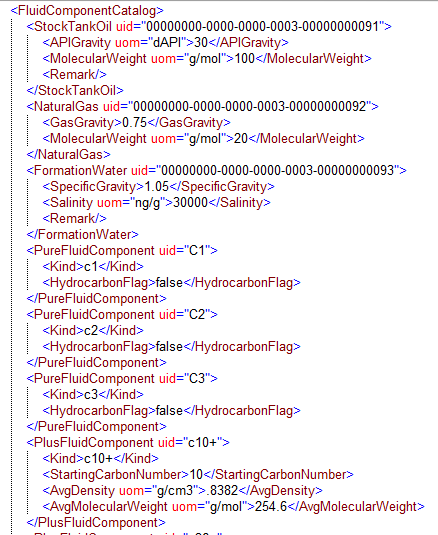 <FluidComponentCatalog>
<StockTankOil uid="00000000-0000-0000-0003-00000000091">
<APIGravity uom="dAPI">30</APIGravity>
<MolecularWeight uom="g/mol">100</MolecularWeight>
<Remark/>
</StockTankOil>
<NaturalGas uid="00000000-0000-0000-0003-00000000092">
<GasGravity>0.75</GasGravity>
<MolecularWeight uom="g/mol">20</MolecularWeight>
</NaturalGas>
<FormationWater uid="00000000-0000-0000-0003-00000000093">
<SpecificGravity>1.05</SpecificGravity>
<Salinity uom="ng/g">30000</Salinity>
<Remark/>
</FormationWater>
<PureFluidComponent uid="C1">
<Kind>c1</Kind>
<HydrocarbonFlag>false</HydrocarbonFlag>
</PureFluidComponent>
<PureFluidComponent uid="C2">
<Kind>c2</Kind>
<HydrocarbonFlag>false</HydrocarbonFlag>
</PureFluidComponent>
<PureFluidComponent uid="C3">
<Kind>c3</Kind>
<HydrocarbonFlag>false</HydrocarbonFlag>
</PureFluidComponent>
<PlusFluidComponent uid="c10+">
<Kind>c10+</Kind>
<StartingCarbonNumber>10</StartingCarbonNumber>
<AvgDensity uom="g/cm3">.8382</AvgDensity>
<AvgMolecularWeight uom="g/mol">254.6</AvgMolecularWeight>
</PlusFluidComponent>